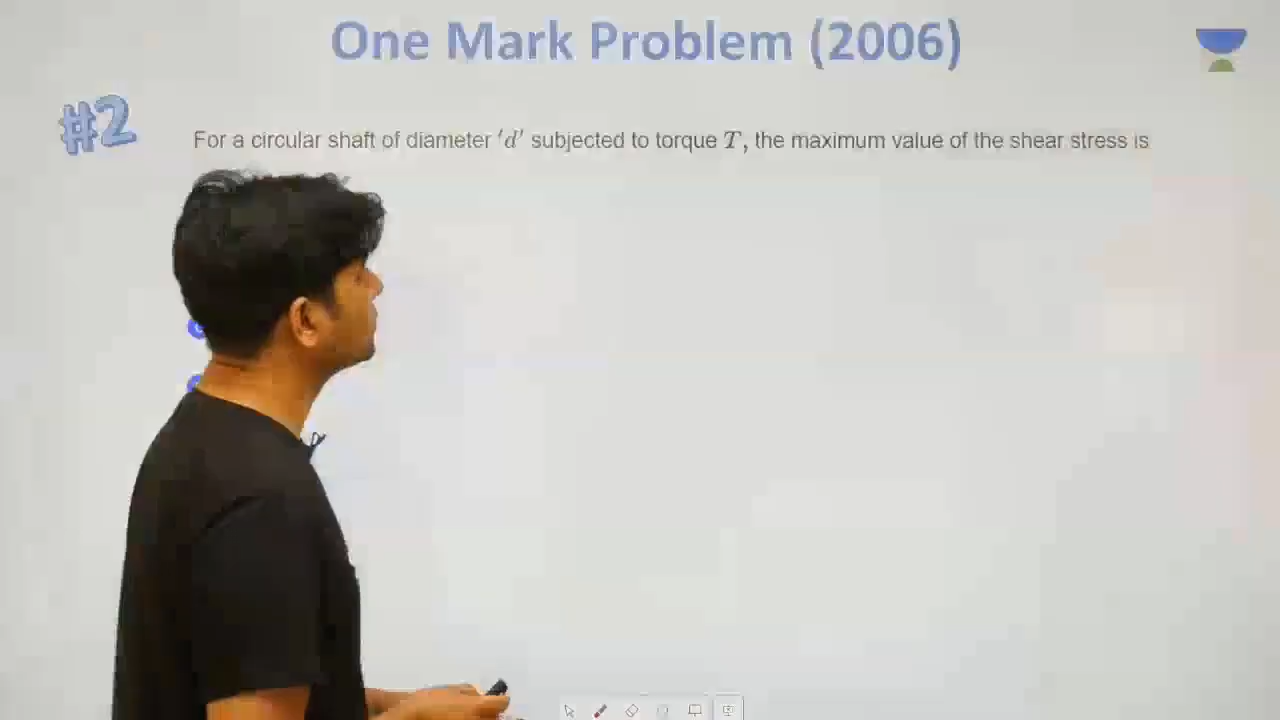 One Mark Problem (2006)
#2
For a circular shaft of diameter 'd' subjected to torque T, the maximum value of the shear stress is